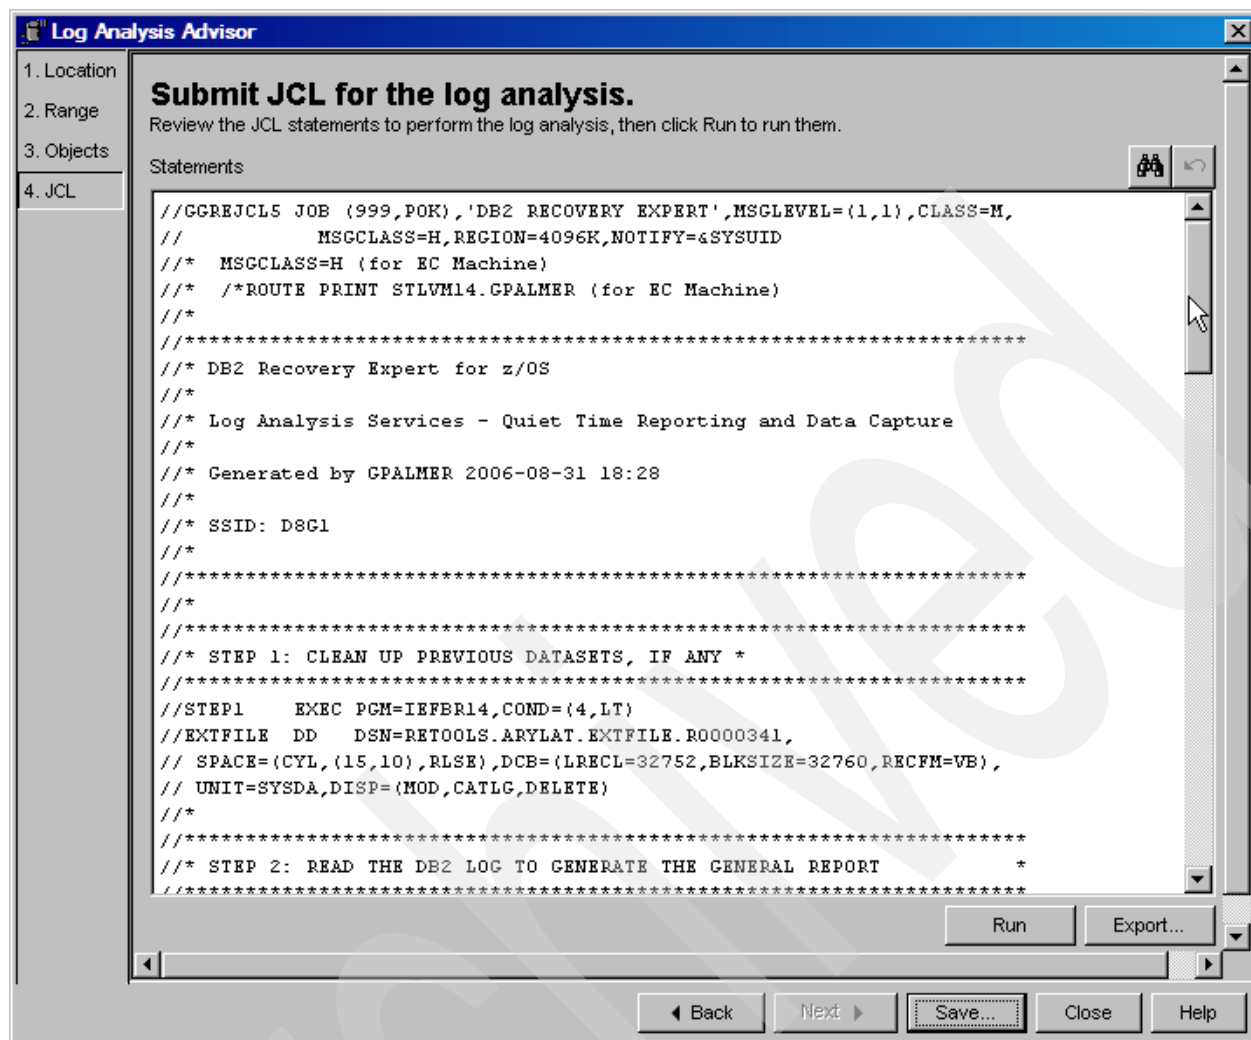 Log Analysis Advisor
1. Location
2. Range
3. Objects
4. JCL
Submit JCL for the log analysis.
Review the JCL statements to perform the log analysis, then click Run to run them.
Statements
//GGREJCL5 JOB (999,POK),'DB2 RECOVERY EXPERT',MSGLEVEL=(1,1),CLASS=M,
//           MSGCLASS=H,REGION=4096K,NOTIFY=&SYSUID
//*  MSGCLASS=H (for EC Machine)
//*  /*ROUTE PRINT STLVM14.GPALMER (for EC Machine)
//*
//*********************************************************************
//* DB2 Recovery Expert for z/OS
//*
//* Log Analysis Services - Quiet Time Reporting and Data Capture
//*
//* Generated by GPALMER 2006-08-31 18:28
//*
//* SSID: D8G1
//*
//*********************************************************************
//*
//*********************************************************************
//* STEP 1: CLEAN UP PREVIOUS DATASETS, IF ANY *
//*********************************************************************
//STEP1    EXEC PGM=IEFBR14,COND=(4,LT)
//EXTFILE  DD   DSN=RETOOLS.ARYLAT.EXTFILE.R0000341,
// SPACE=(CYL,(15,10),RLSE),DCB=(LRECL=32752,BLKSIZE=32760,RECFM=VB),
// UNIT=SYSDA,DISP=(MOD,CATLG,DELETE)
//*
//*********************************************************************
//* STEP 2: READ THE DB2 LOG TO GENERATE THE GENERAL REPORT           *
//*********************************************************************
Run
Export...
Back
Next
Save...
Close
Help